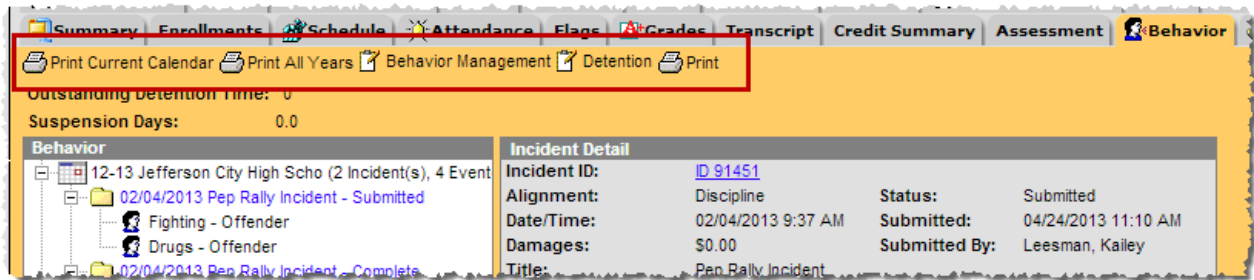 Summary Enrollments Schedule Attendance Flags Grades Transcript Credit Summary Assessment Behavior
Print Current Calendar Print All Years Behavior Management Detention Print
Outstanding Detention Time: 0
Suspension Days: 0.0
Behavior
12-13 Jefferson City High Scho (2 Incident(s), 4 Event
02/04/2013 Pep Rally Incident - Submitted
Fighting - Offender
Drugs - Offender
02/04/2013 Pep Rally Incident - Complete
Incident Detail
Incident ID: ID 91451
Alignment: Discipline Status: Submitted
Date/Time: 02/04/2013 9:37 AM Submitted: 04/24/2013 11:10 AM
Damages: $0.00 Submitted By: Leesman, Kailey
Title: Pep Rally Incident